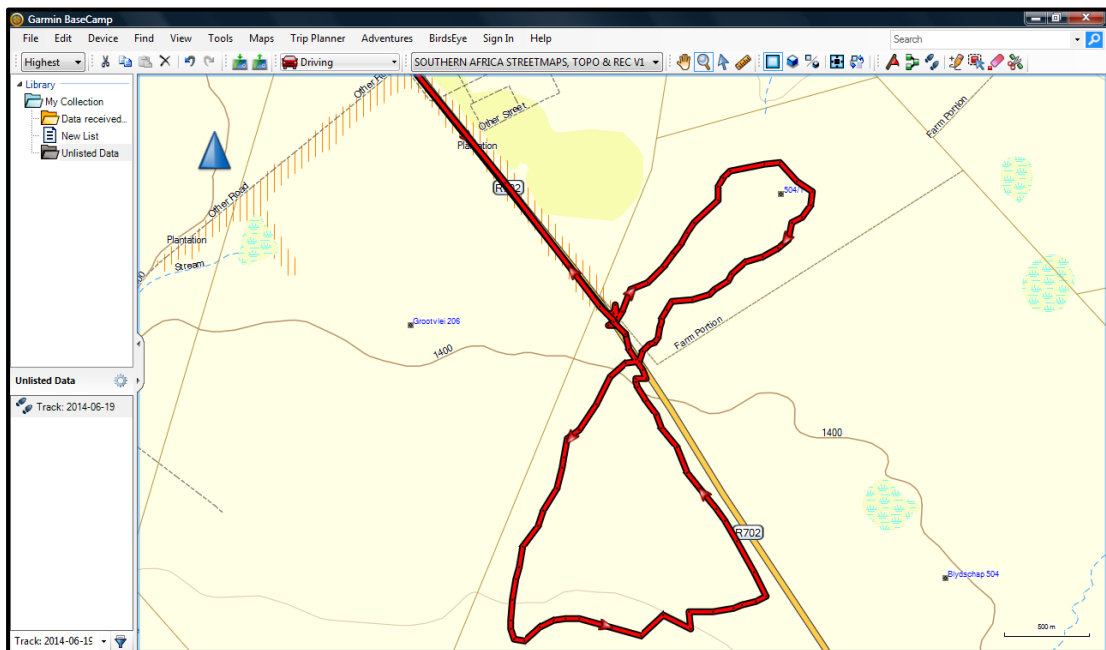 Garmin BaseCamp
File Edit Device Find View Tools Maps Trip Planner Adventures BirdsEye Sign In Help
Search
Highest
Driving
SOUTHERN AFRICA STREETMAPS, TOPO & REC V1
Library
My Collection
Data received...
New List
Unlisted Data
Other Road
Other Street
Plantation
Farm Portion
R702
504/1
Other Road
Plantation
Stream
Grootvlei 206
Farm Portion
1400
Unlisted Data
Track: 2014-06-19
1400
R702
Blydschap 504
500 m
Track: 2014-06-19